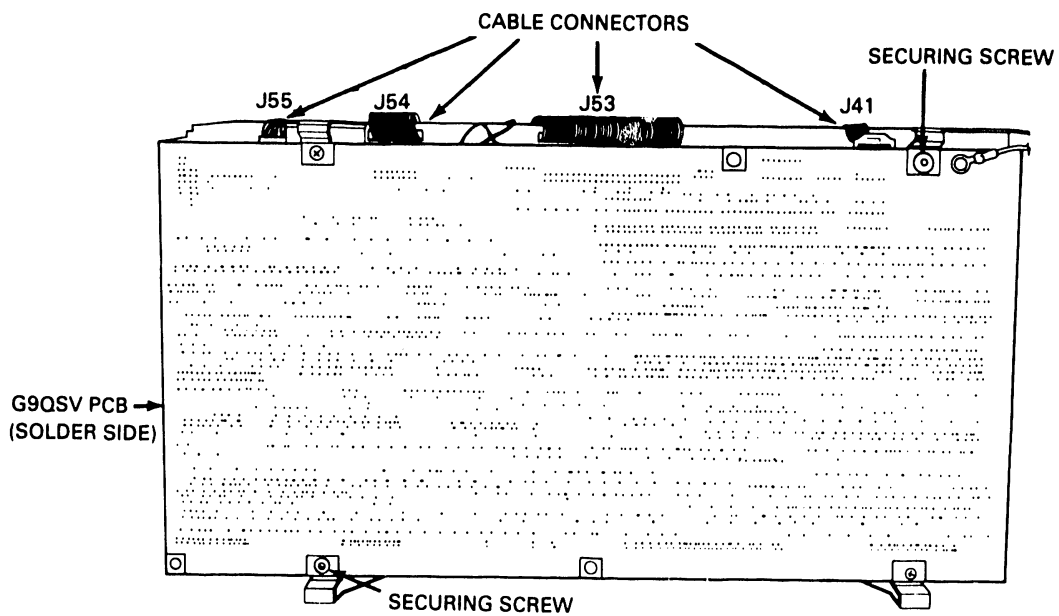 CABLE CONNECTORS
SECURING SCREW
J55
J54
J53
J41
G9QSV PCB
(SOLDER SIDE)
SECURING SCREW